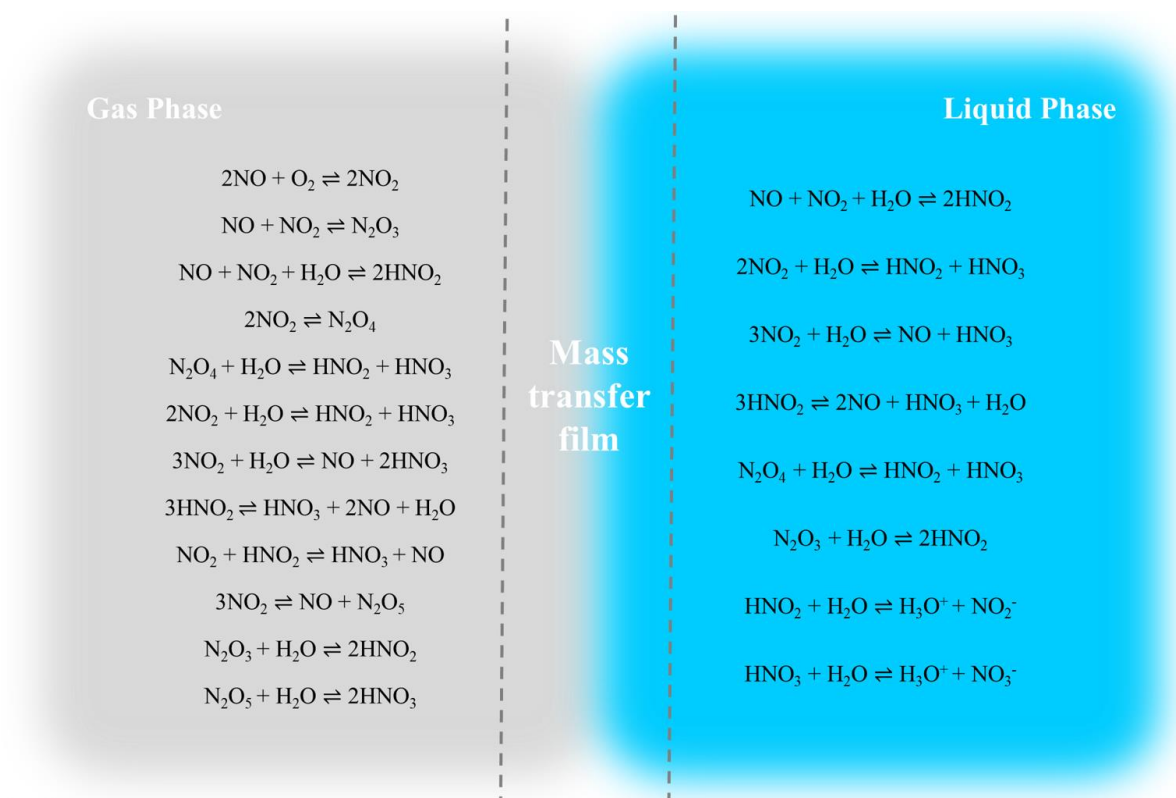 Gas Phase
2NO + O₂ ⇌ 2NO₂
NO + NO₂ ⇌ N₂O₃
NO + NO₂ + H₂O ⇌ 2HNO₂
2NO₂ ⇌ N₂O₄
N₂O₄ + H₂O ⇌ HNO₂ + HNO₃
2NO₂ + H₂O ⇌ HNO₂ + HNO₃
3NO₂ + H₂O ⇌ NO + 2HNO₃
3HNO₂ ⇌ HNO₃ + 2NO + H₂O
NO₂ + HNO₂ ⇌ HNO₃ + NO
3NO₂ ⇌ NO + N₂O₅
N₂O₃ + H₂O ⇌ 2HNO₂
N₂O₅ + H₂O ⇌ 2HNO₃
Mass
transfer
film
Liquid Phase
NO + NO₂ + H₂O ⇌ 2HNO₂
2NO₂ + H₂O ⇌ HNO₂ + HNO₃
3NO₂ + H₂O ⇌ NO + HNO₃
3HNO₂ ⇌ 2NO + HNO₃ + H₂O
N₂O₄ + H₂O ⇌ HNO₂ + HNO₃
N₂O₃ + H₂O ⇌ 2HNO₂
HNO₂ + H₂O ⇌ H₃O⁺ + NO₂⁻
HNO₃ + H₂O ⇌ H₃O⁺ + NO₃⁻